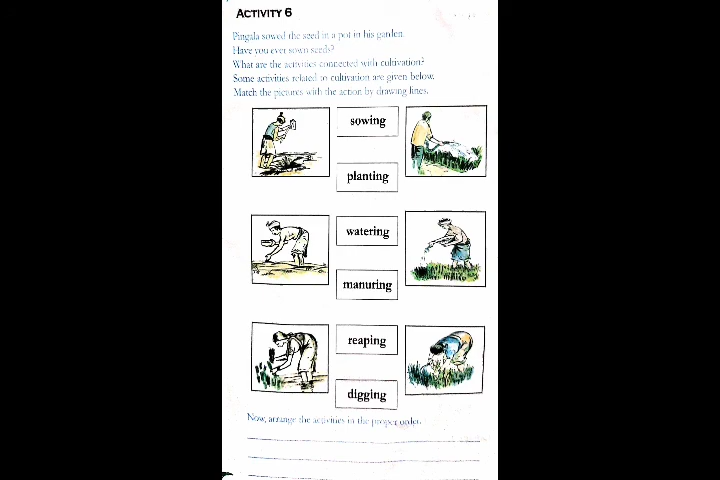 ACTIVITY 6
Pingala sowed the seed in a pot in his garden.
Have you ever sown seeds?
What are the activities connected with cultivation?
Some activities related to cultivation are given below.
Match the pictures with the action by drawing lines.
sowing
planting
watering
manuring
reaping
digging
Now, arrange the activities in the proper order.